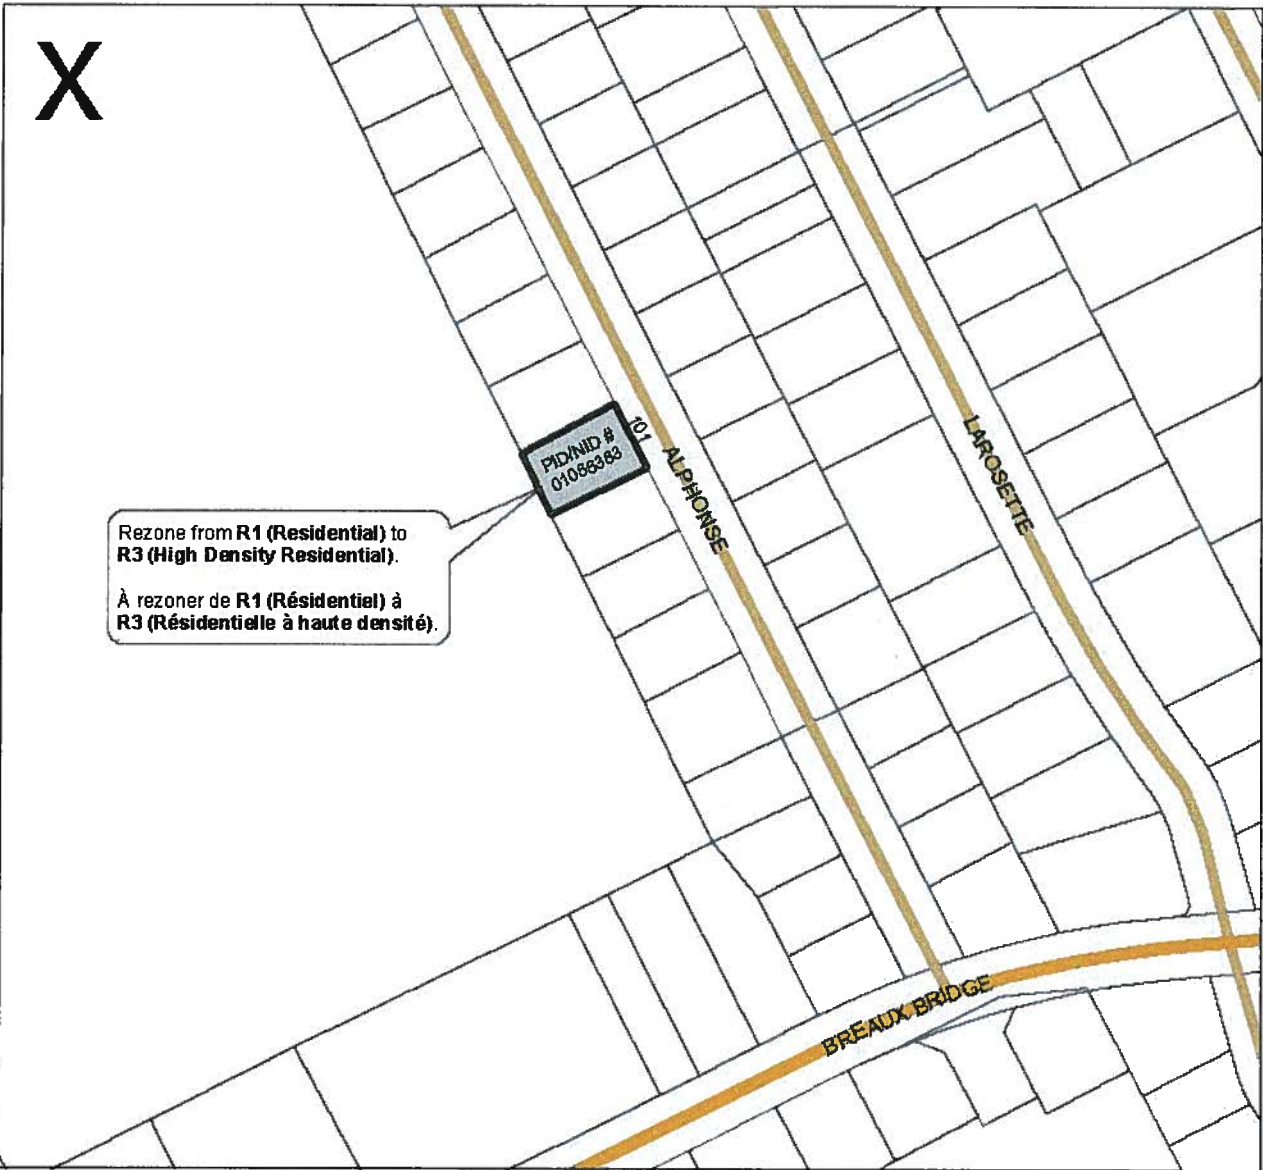 X
PID/NID #
01056383
101
ALPHONSE
LAROSETTE
Rezone from R1 (Residential) to
R3 (High Density Residential).
À rezoner de R1 (Résidentiel) à
R3 (Résidentielle à haute densité).
BREAUX BRIDGE